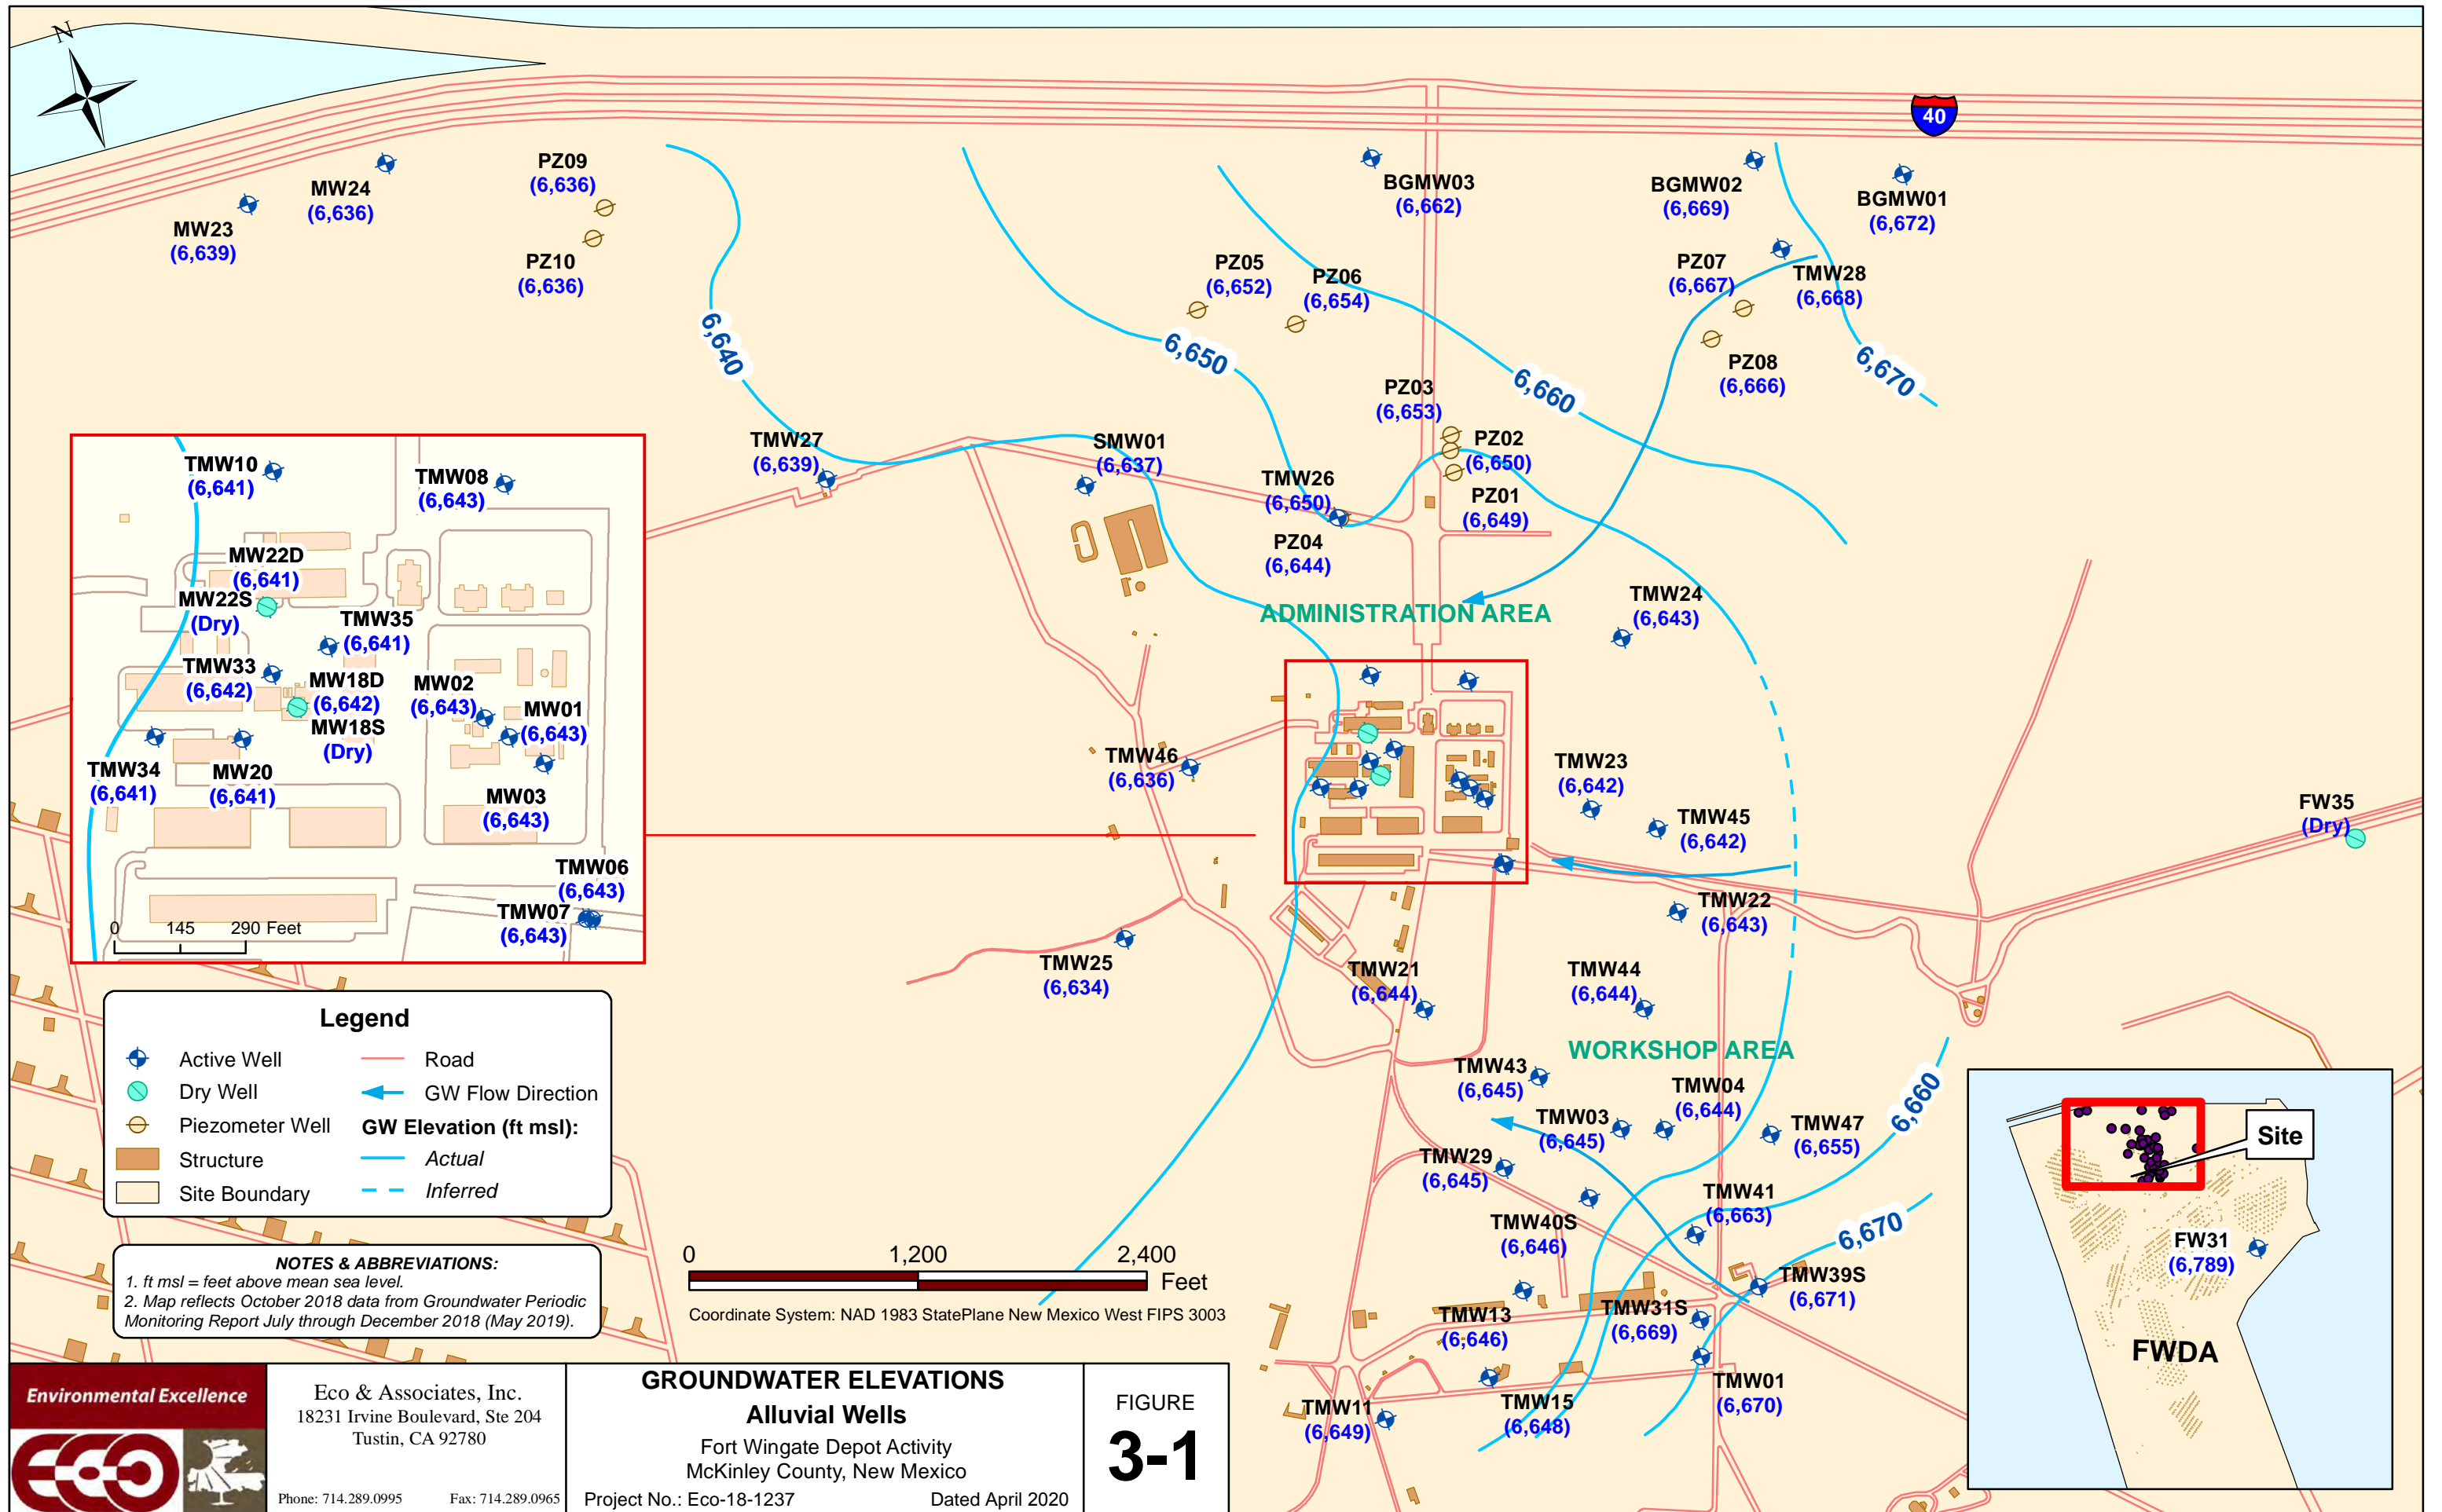 N
40
MW24
(6,636)
MW23
(6,639)
PZ09
(6,636)
PZ10
(6,636)
BGMW03
(6,662)
BGMW02
(6,669)
BGMW01
(6,672)
PZ05
(6,652)
PZ06
(6,654)
PZ07
(6,667)
TMW28
(6,668)
PZ08
(6,666)
6,640
6,650
6,660
6,670
PZ03
(6,653)
PZ02
(6,650)
PZ01
(6,649)
TMW27
(6,639)
SMW01
(6,637)
TMW26
(6,650)
PZ04
(6,644)
ADMINISTRATION AREA
TMW24
(6,643)
TMW10
(6,641)
TMW08
(6,643)
MW22D
(6,641)
MW22S
(Dry)
TMW35
(6,641)
TMW33
(6,642)
MW18D
(6,642)
MW18S
(Dry)
MW02
(6,643)
MW01
(6,643)
TMW34
(6,641)
MW20
(6,641)
MW03
(6,643)
TMW06
(6,643)
TMW07
(6,643)
0 145 290 Feet
TMW46
(6,636)
TMW23
(6,642)
TMW45
(6,642)
FW35
(Dry)
TMW22
(6,643)
TMW25
(6,634)
TMW21
(6,644)
TMW44
(6,644)
WORKSHOP AREA
TMW43
(6,645)
TMW04
(6,644)
TMW03
(6,645)
TMW47
(6,655)
6,660
TMW29
(6,645)
TMW41
(6,663)
TMW40S
(6,646)
6,670
TMW39S
(6,671)
TMW13
(6,646)
TMW31S
(6,669)
TMW01
(6,670)
TMW15
(6,648)
TMW11
(6,649)
Legend
Active Well
Dry Well
Piezometer Well
Structure
Site Boundary
Road
GW Flow Direction
GW Elevation (ft msl):
Actual
Inferred
NOTES & ABBREVIATIONS:
1. ft msl = feet above mean sea level.
2. Map reflects October 2018 data from Groundwater Periodic
Monitoring Report July through December 2018 (May 2019).
0 1,200 2,400
Feet
Coordinate System: NAD 1983 StatePlane New Mexico West FIPS 3003
Site
FW31
(6,789)
FWDA
Environmental Excellence
ECO
Eco & Associates, Inc.
18231 Irvine Boulevard, Ste 204
Tustin, CA 92780
Phone: 714.289.0995 Fax: 714.289.0965
GROUNDWATER ELEVATIONS
Alluvial Wells
Fort Wingate Depot Activity
McKinley County, New Mexico
Project No.: Eco-18-1237 Dated April 2020
FIGURE
3-1